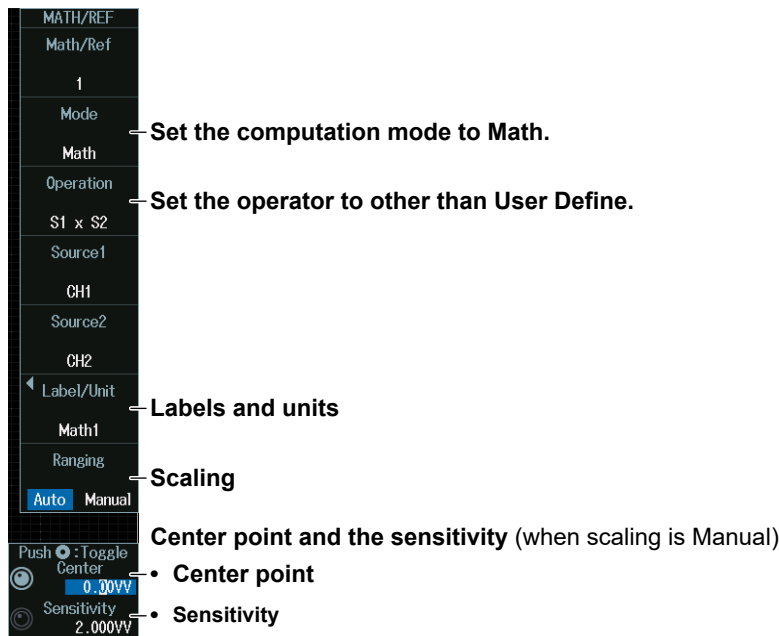 MATH/REF
Math/Ref
1
Mode
Math
Set the computation mode to Math.
Operation
S1 x S2
Set the operator to other than User Define.
Source1
CH1
Source2
CH2
Label/Unit
Math1
Labels and units
Ranging
Auto Manual
Scaling
Center point and the sensitivity (when scaling is Manual)
Push :Toggle
Center
0.00VV
• Center point
Sensitivity
2.000VV
• Sensitivity